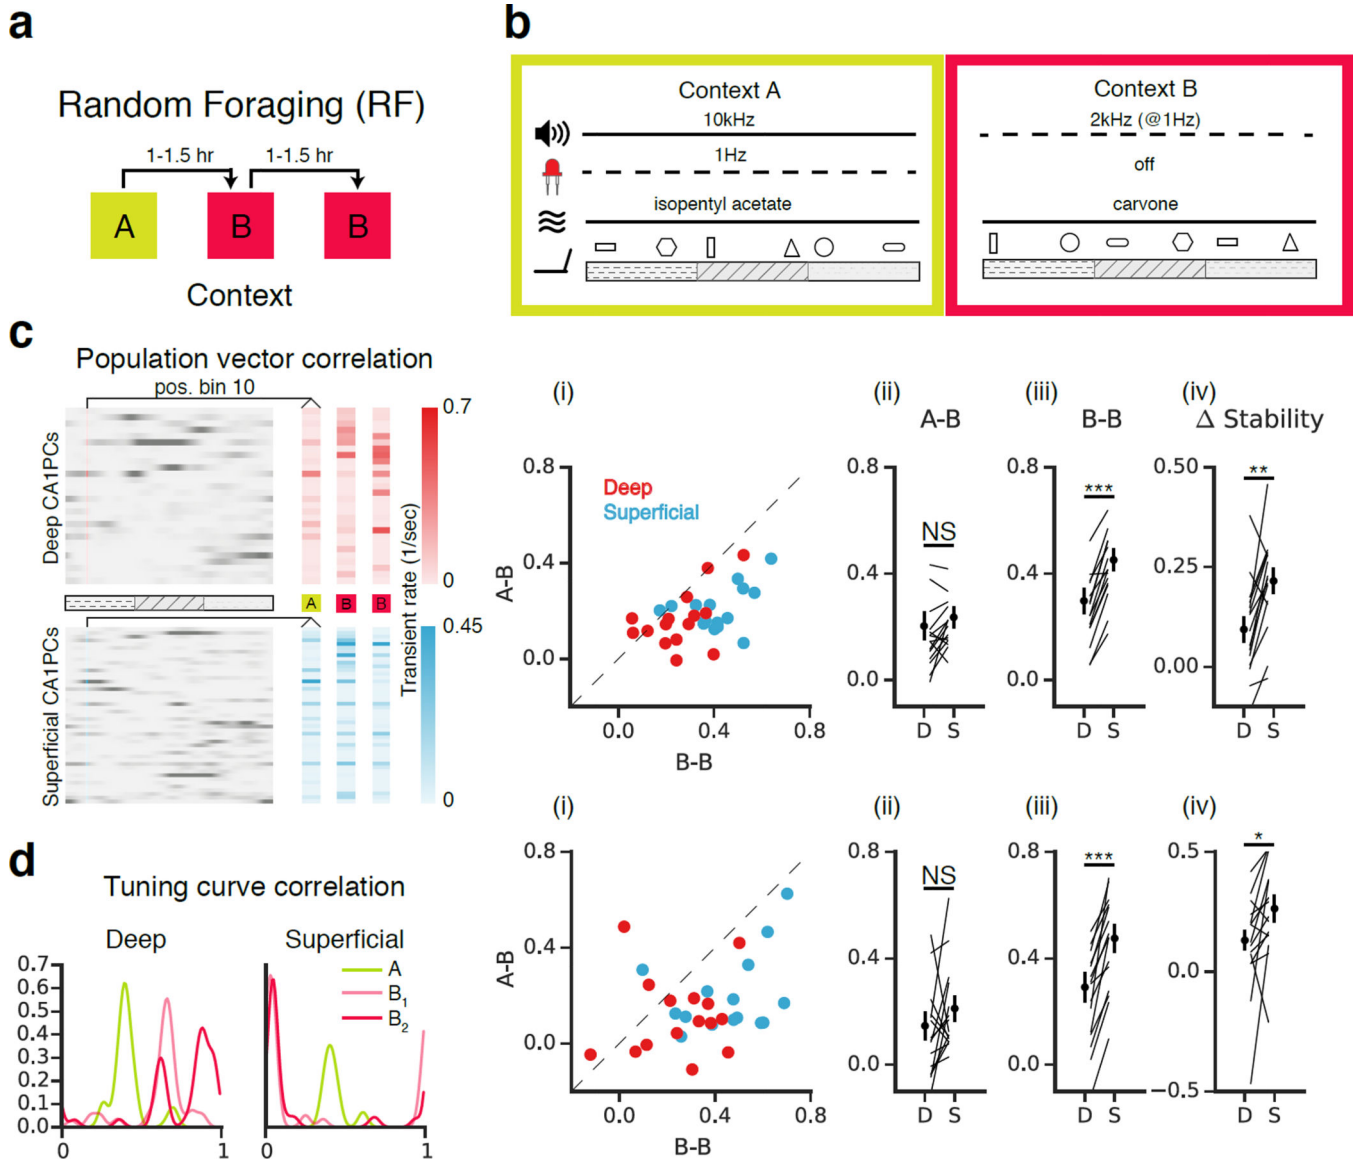 a
Random Foraging (RF)
1-1.5 hr 1-1.5 hr
A B B
Context
b
Context A
10kHz
1Hz
isopentyl acetate
Context B
2kHz (@1Hz)
off
carvone
c
Population vector correlation
pos. bin 10
Deep CA1PCs
Superficial CA1PCs
A B B
0.7
0
0.45
0
Transient rate (1/sec)
(i)
0.8
0.4
0.0
A-B
Deep
Superficial
0.0 0.4 0.8
B-B
(ii)
A-B
0.8
0.4
0.0
NS
D S
(iii)
B-B
0.8
0.4
0.0
***
D S
(iv)
Δ Stability
0.50
0.25
0.00
**
D S
d
Tuning curve correlation
Deep
0.7
0.6
0.5
0.4
0.3
0.2
0.1
0.0
0 1
Superficial
A
B1
B2
0 1
(i)
0.8
0.4
0.0
A-B
0.0 0.4 0.8
B-B
(ii)
0.8
0.4
0.0
NS
D S
(iii)
0.8
0.4
0.0
***
D S
(iv)
0.5
0.0
−0.5
*
D S